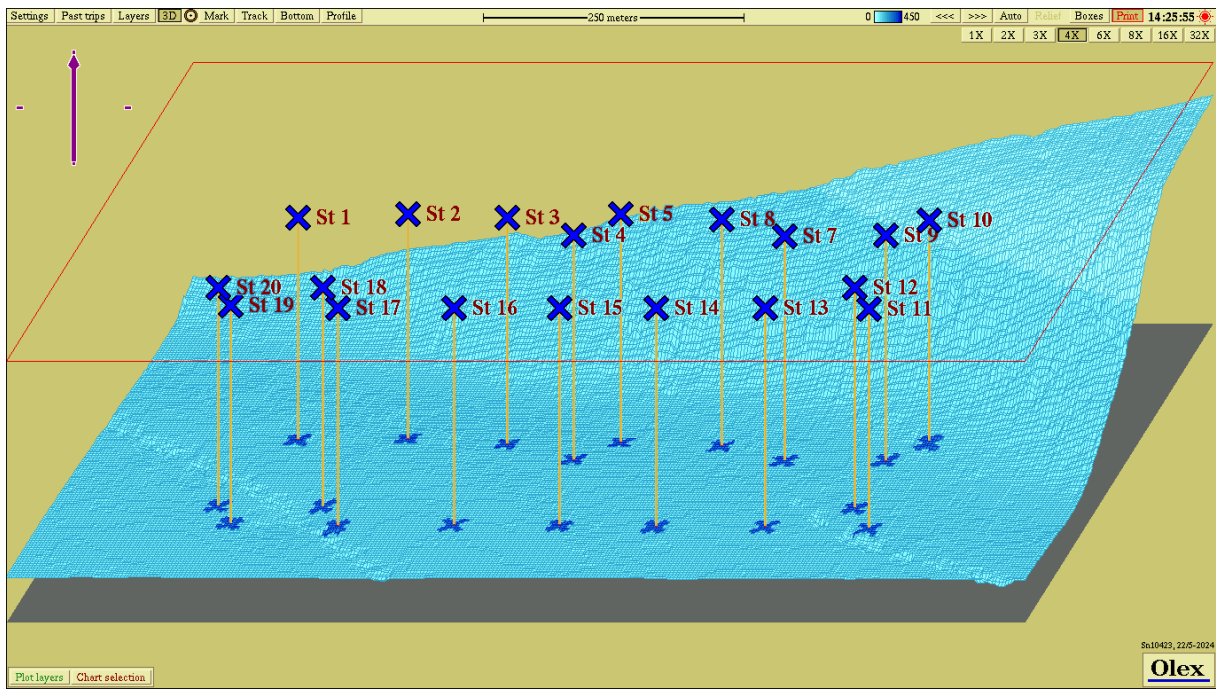 Settings Past trips Layers 3D Mark Track Bottom Profile 250 meters 0 450 <<< >>> Auto Relief Boxes Print 14:25:55
1X 2X 3X 4X 6X 8X 16X 32X
St 1 St 2 St 3 St 5 St 8 St 10
St 4 St 7 St 9
St 20 St 18 St 12
St 19 St 17 St 16 St 15 St 14 St 13 St 11
Sn10423, 22/5-2024
Plot layers Chart selection Olex